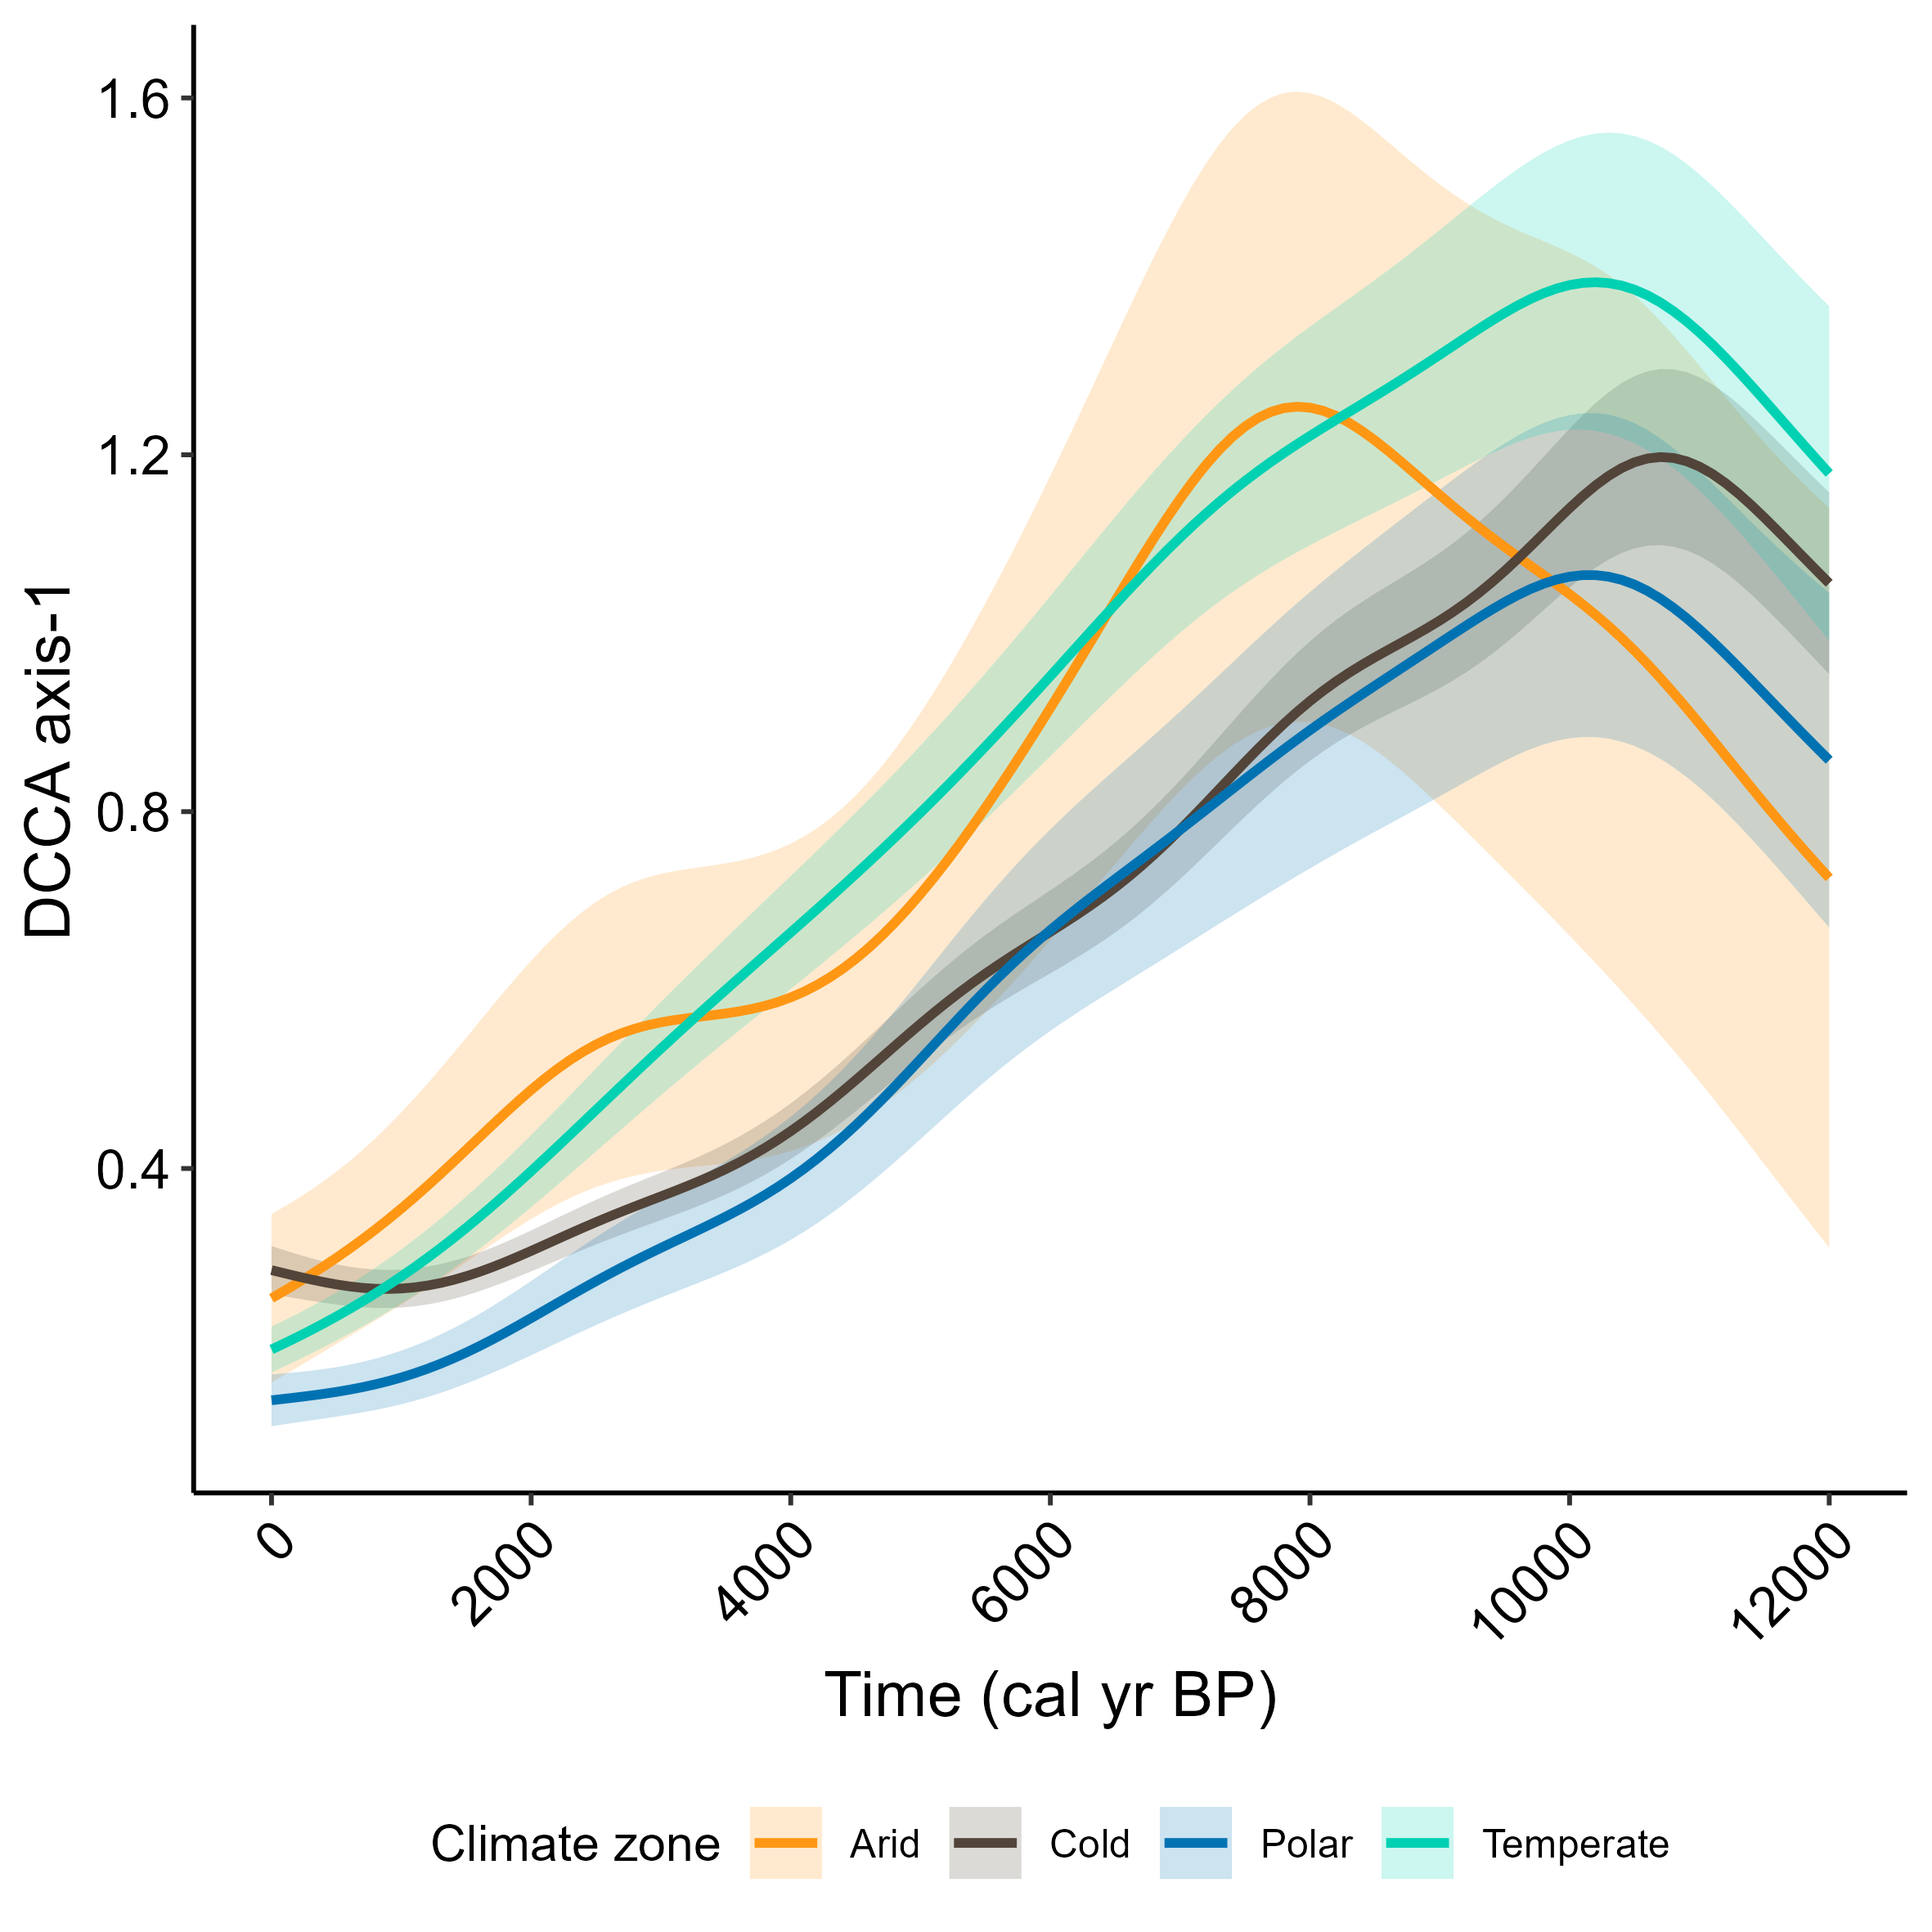 1.6
1.2
0.8
0.4
DCCA axis-1
0 2000 4000 6000 8000 10000 12000
Time (cal yr BP)
Climate zone Arid Cold Polar Temperate